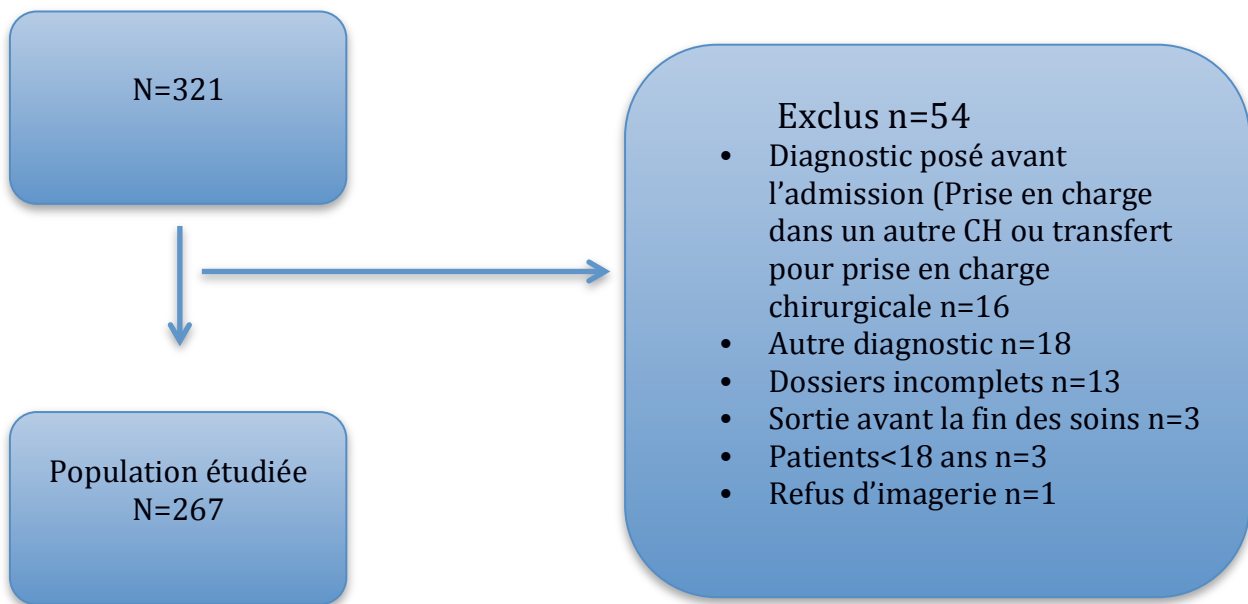 N=321
Exclus n=54
• Diagnostic posé avant
l’admission (Prise en charge
dans un autre CH ou transfert
pour prise en charge
chirurgicale n=16
• Autre diagnostic n=18
• Dossiers incomplets n=13
• Sortie avant la fin des soins n=3
• Patients<18 ans n=3
• Refus d’imagerie n=1
Population étudiée
N=267